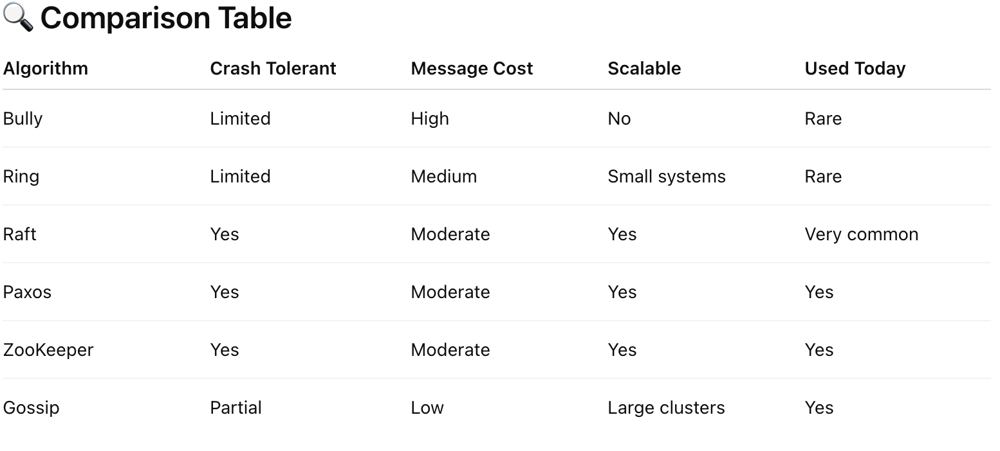 🔍 Comparison Table
Algorithm Crash Tolerant Message Cost Scalable Used Today
Bully Limited High No Rare
Ring Limited Medium Small systems Rare
Raft Yes Moderate Yes Very common
Paxos Yes Moderate Yes Yes
ZooKeeper Yes Moderate Yes Yes
Gossip Partial Low Large clusters Yes